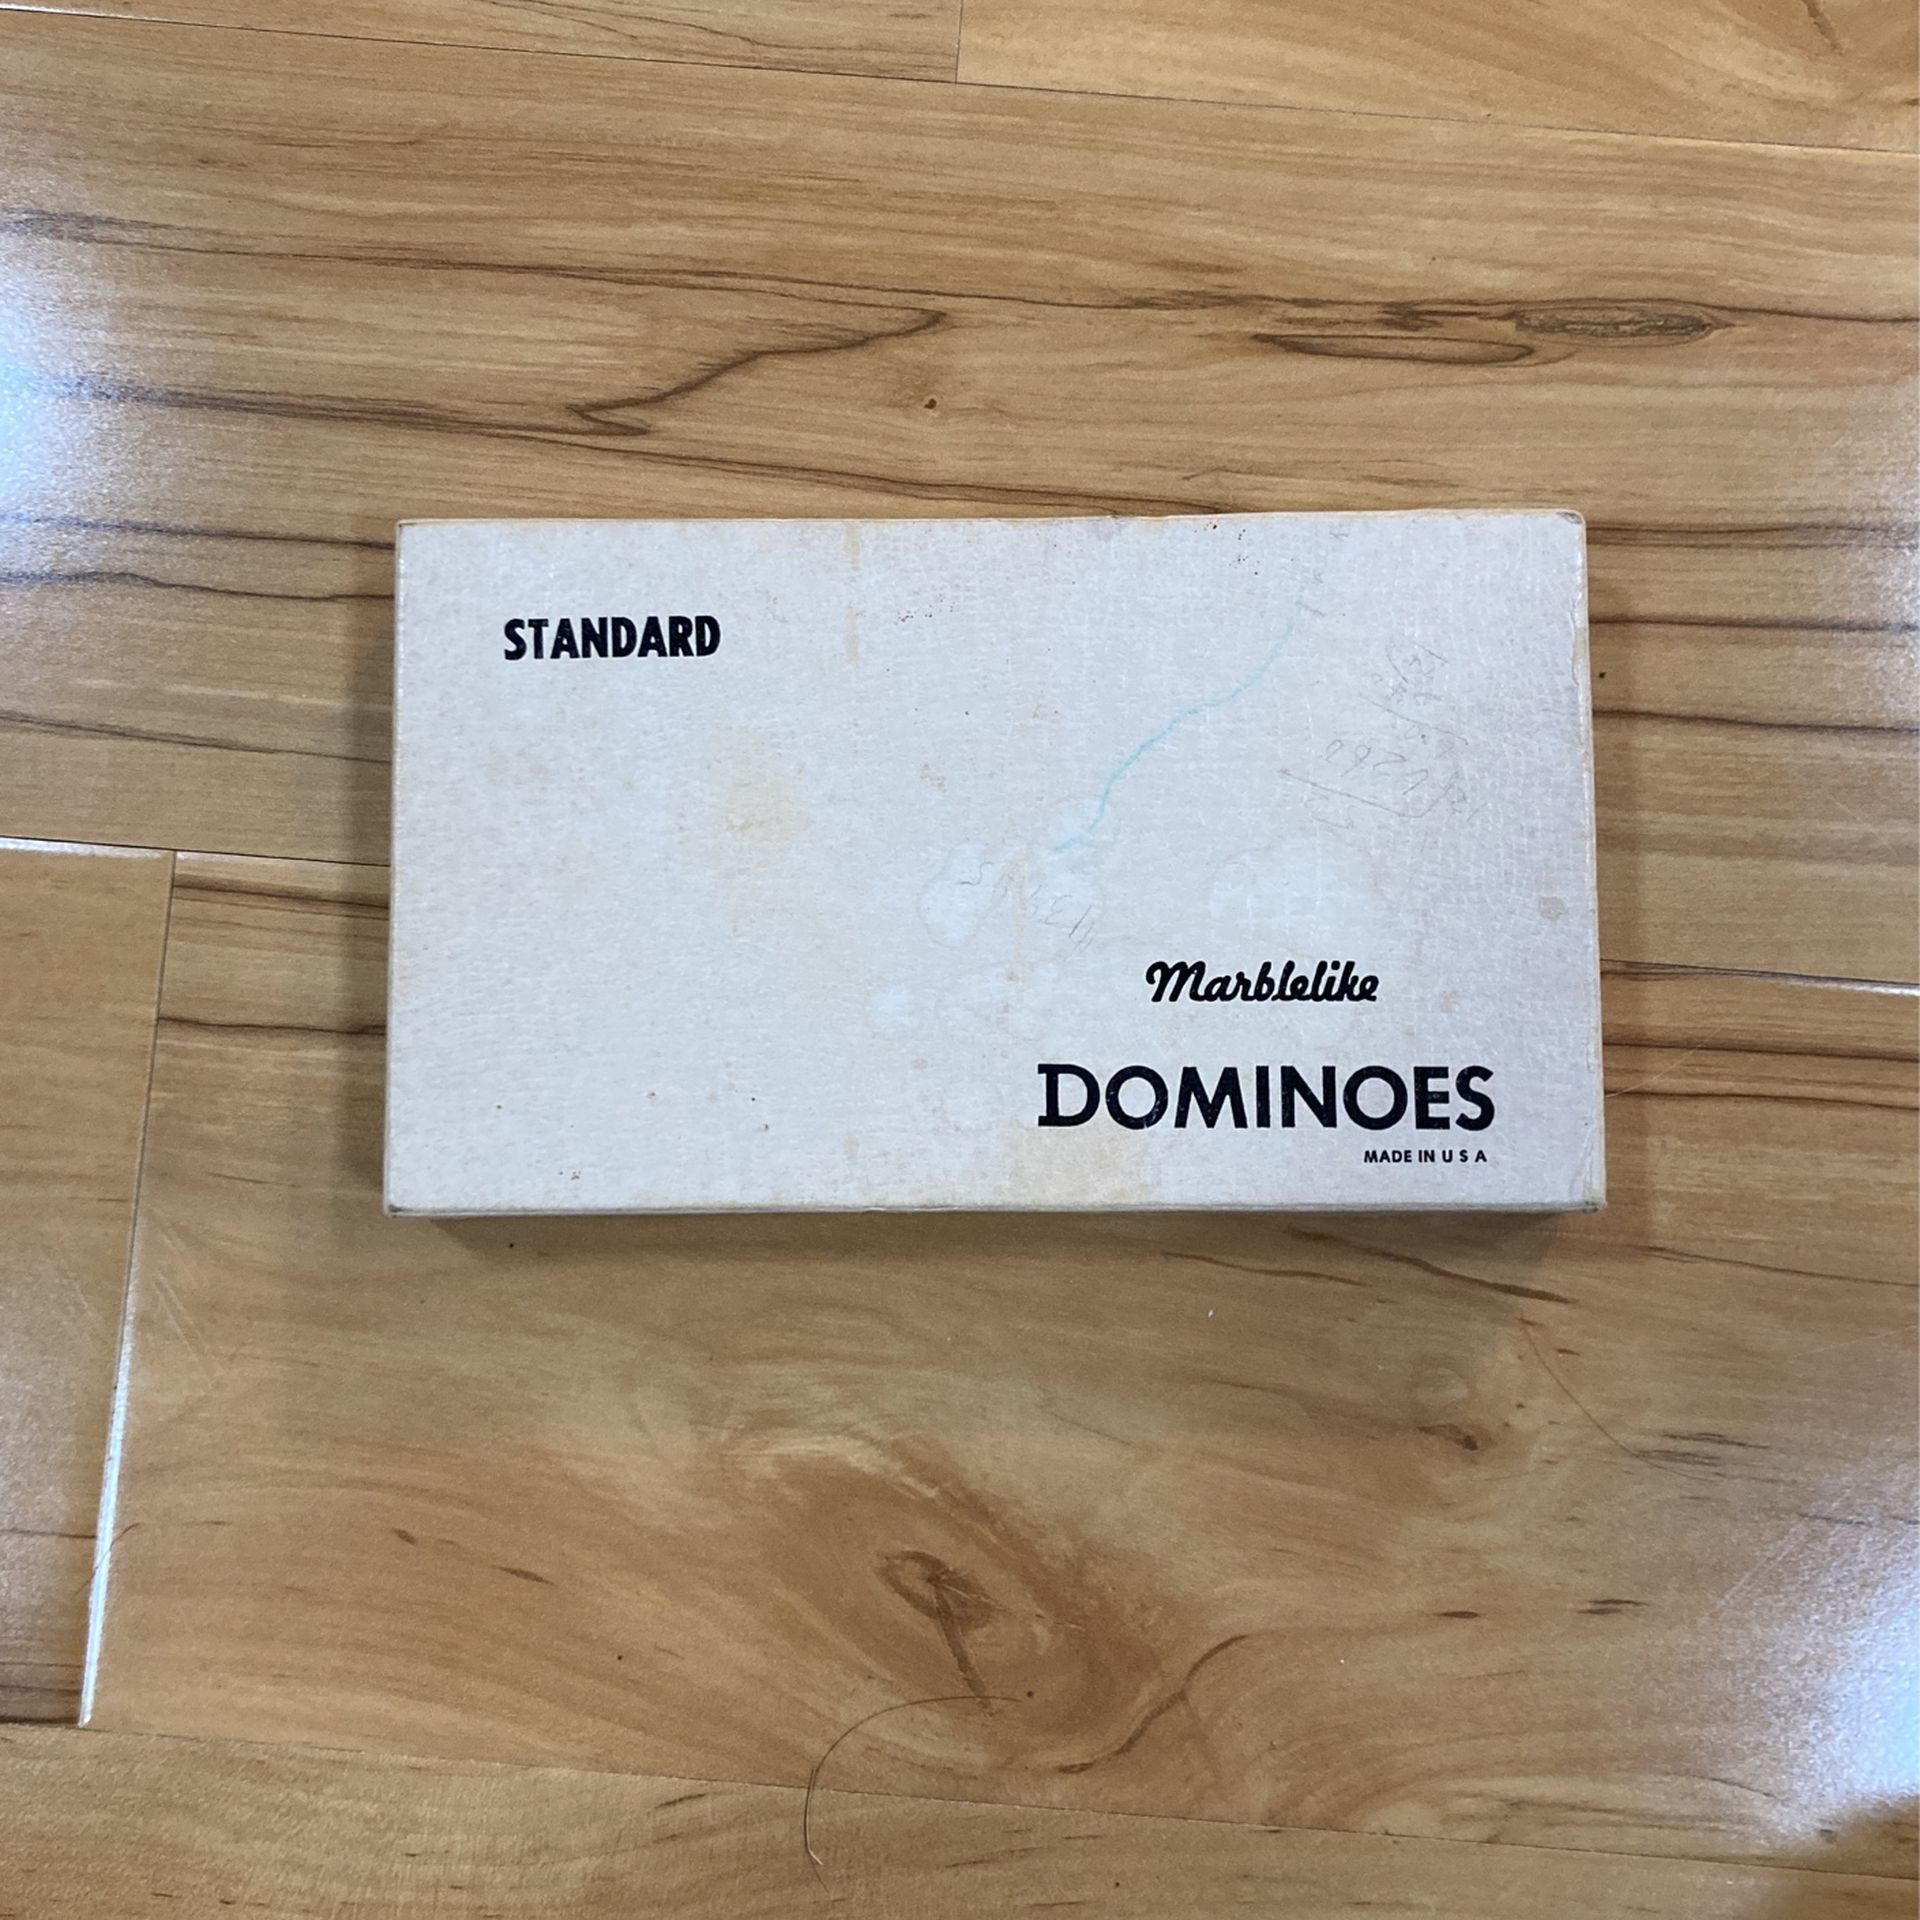 STANDARD
Marblelike
DOMINOES
MADE IN U S A